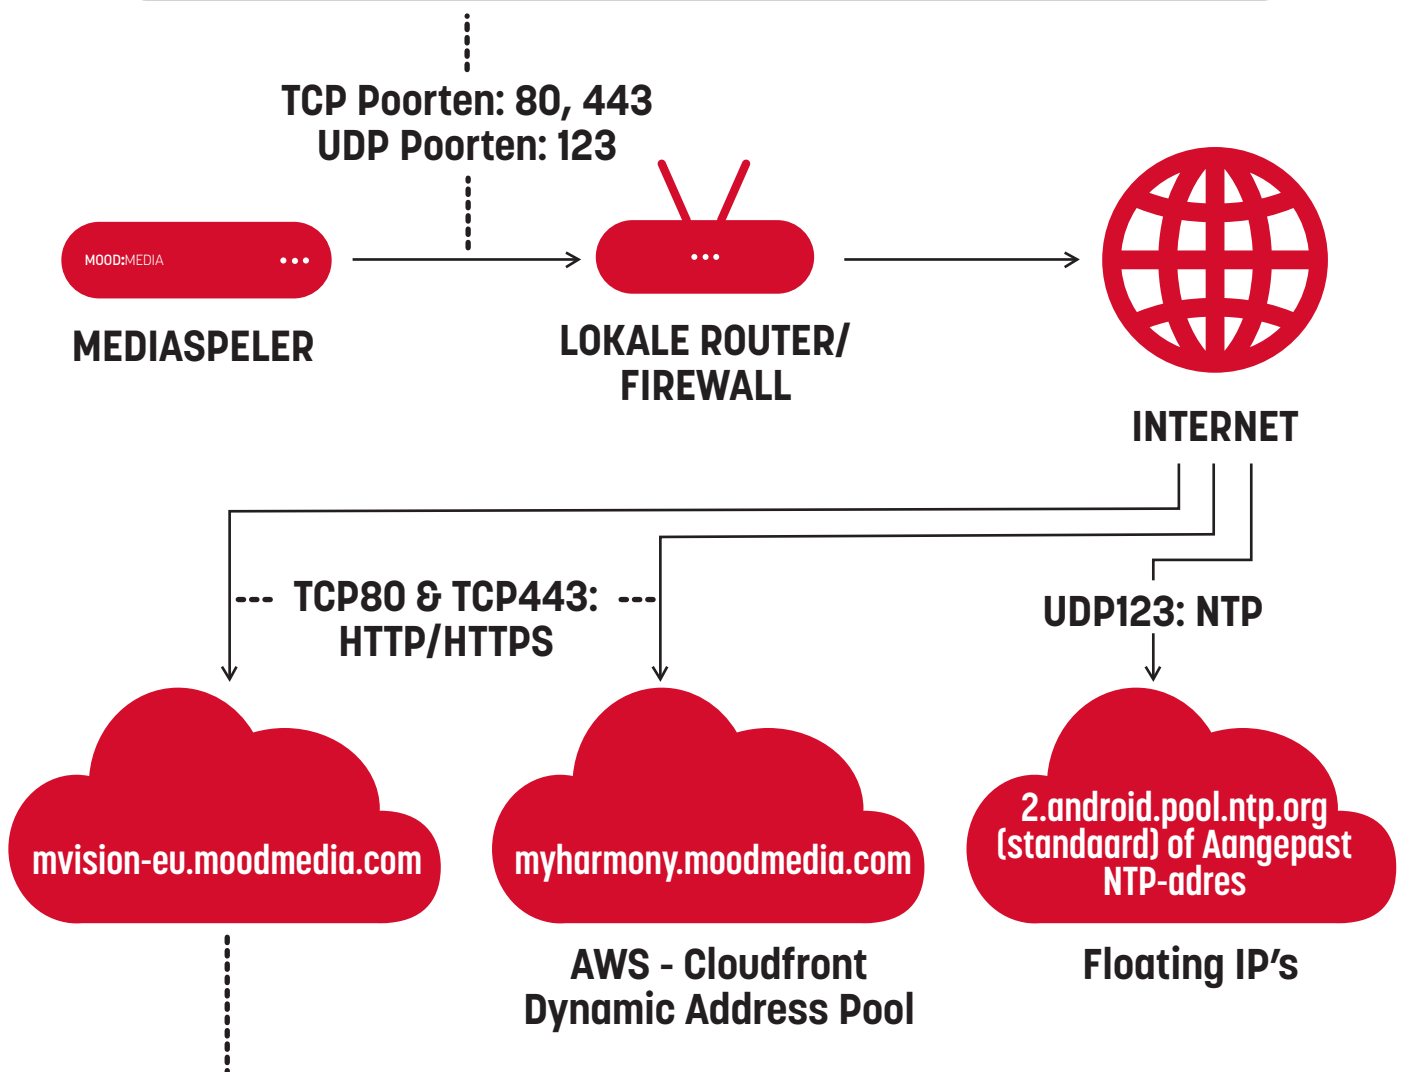 TCP Poorten: 80, 443
UDP Poorten: 123
MOOD:MEDIA
MEDIASPELER
LOKALE ROUTER/
FIREWALL
INTERNET
TCP80 & TCP443:
HTTP/HTTPS
UDP123: NTP
mvision-eu.moodmedia.com
myharmony.moodmedia.com
2.android.pool.ntp.org
(standaard) of Aangepast
NTP-adres
AWS - Cloudfront
Dynamic Address Pool
Floating IP's